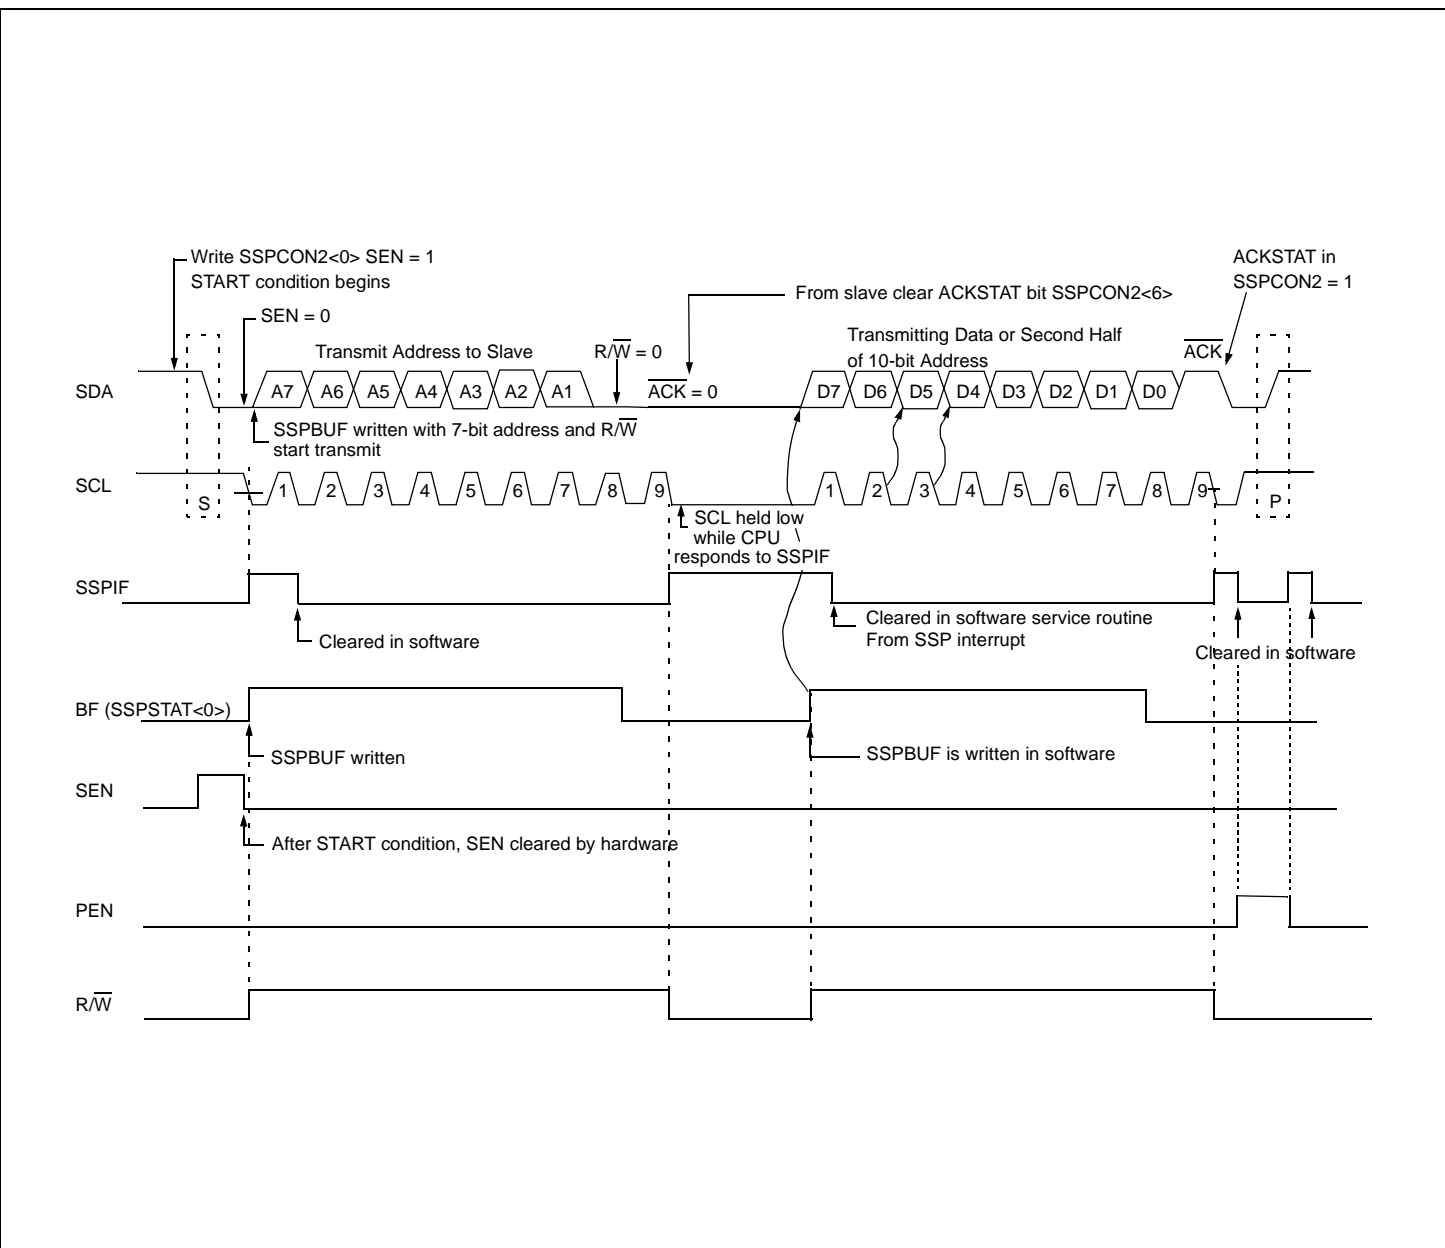 Write SSPCON2<0> SEN = 1
START condition begins
ACKSTAT in
SSPCON2 = 1
From slave clear ACKSTAT bit SSPCON2<6>
SEN = 0
Transmitting Data or Second Half
of 10-bit Address
Transmit Address to Slave
R/W̅ = 0
A̅C̅K̅
SDA
A7 A6 A5 A4 A3 A2 A1
A̅C̅K̅ = 0
D7 D6 D5 D4 D3 D2 D1 D0
SSPBUF written with 7-bit address and R/W̅
start transmit
SCL
S
1 2 3 4 5 6 7 8 9
1 2 3 4 5 6 7 8 9
P
SCL held low
while CPU
responds to SSPIF
SSPIF
Cleared in software
Cleared in software service routine
From SSP interrupt
Cleared in software
BF (SSPSTAT<0>)
SSPBUF written
SSPBUF is written in software
SEN
After START condition, SEN cleared by hardware
PEN
R/W̅